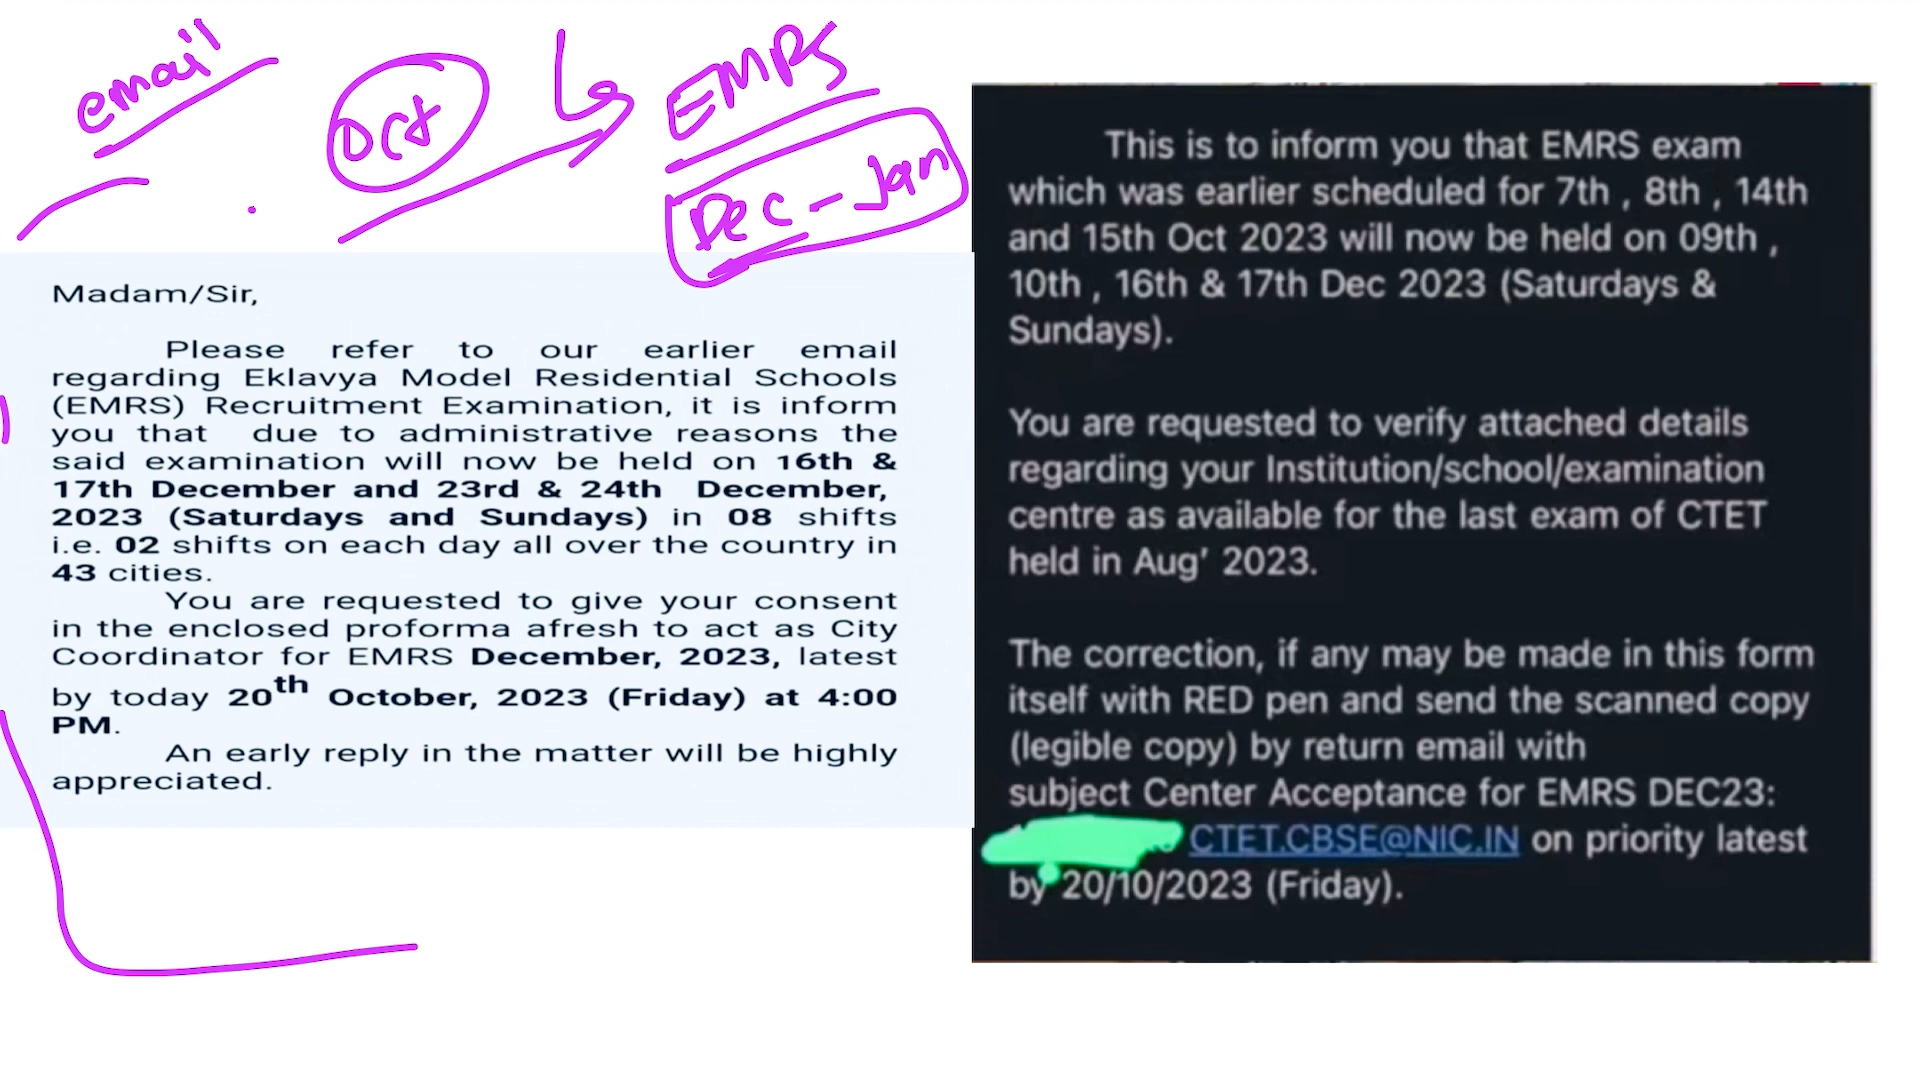 email
Oct
EMRS
Dec - Jan
Madam/Sir,
Please refer to our earlier email
regarding Eklavya Model Residential Schools
(EMRS) Recruitment Examination, it is inform
you that due to administrative reasons the
said examination will now be held on 16th &
17th December and 23rd & 24th December,
2023 (Saturdays and Sundays) in 08 shifts
i.e. 02 shifts on each day all over the country in
43 cities.
You are requested to give your consent
in the enclosed proforma afresh to act as City
Coordinator for EMRS December, 2023, latest
by today 20th October, 2023 (Friday) at 4:00
PM.
An early reply in the matter will be highly
appreciated.
This is to inform you that EMRS exam
which was earlier scheduled for 7th , 8th , 14th
and 15th Oct 2023 will now be held on 09th ,
10th , 16th & 17th Dec 2023 (Saturdays &
Sundays).
You are requested to verify attached details
regarding your Institution/school/examination
centre as available for the last exam of CTET
held in Aug' 2023.
The correction, if any may be made in this form
itself with RED pen and send the scanned copy
(legible copy) by return email with
subject Center Acceptance for EMRS DEC23:
CTET.CBSE@NIC.IN on priority latest
by 20/10/2023 (Friday).